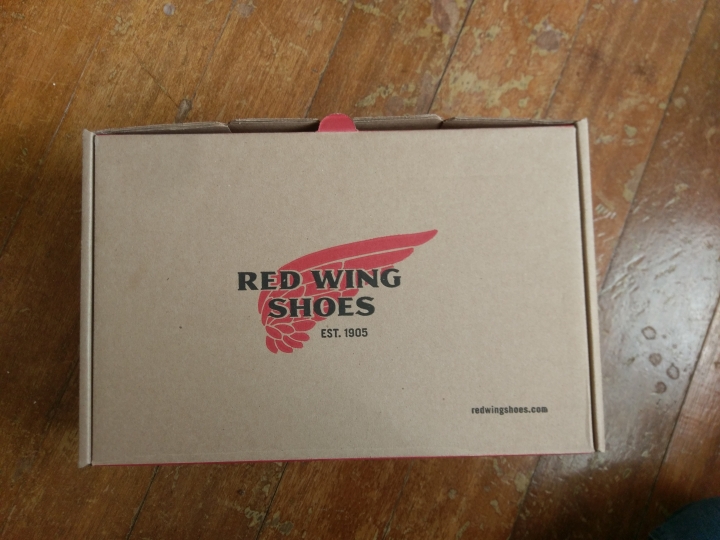 RED WING
SHOES
EST. 1905
redwingshoes.com